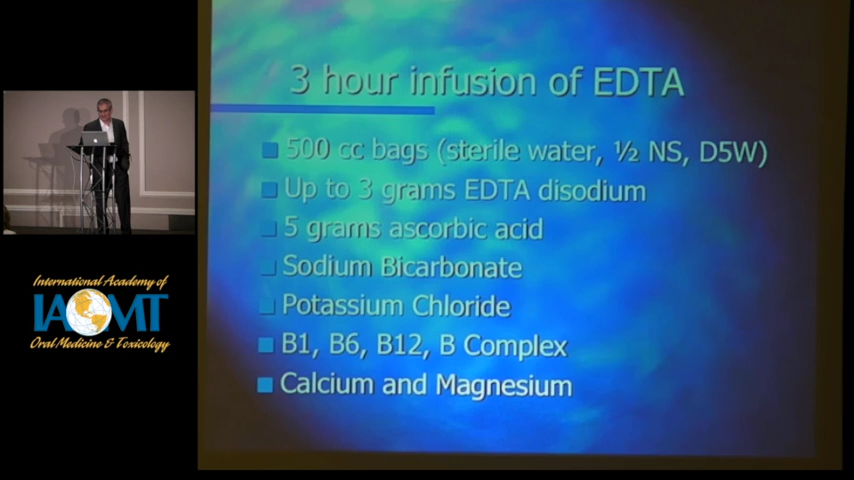 3 hour infusion of EDTA
500 cc bags (sterile water, ½ NS, D5W)
Up to 3 grams EDTA disodium
5 grams ascorbic acid
Sodium Bicarbonate
Potassium Chloride
B1, B6, B12, B Complex
Calcium and Magnesium
International Academy of
IAOMT
Oral Medicine & Toxicology